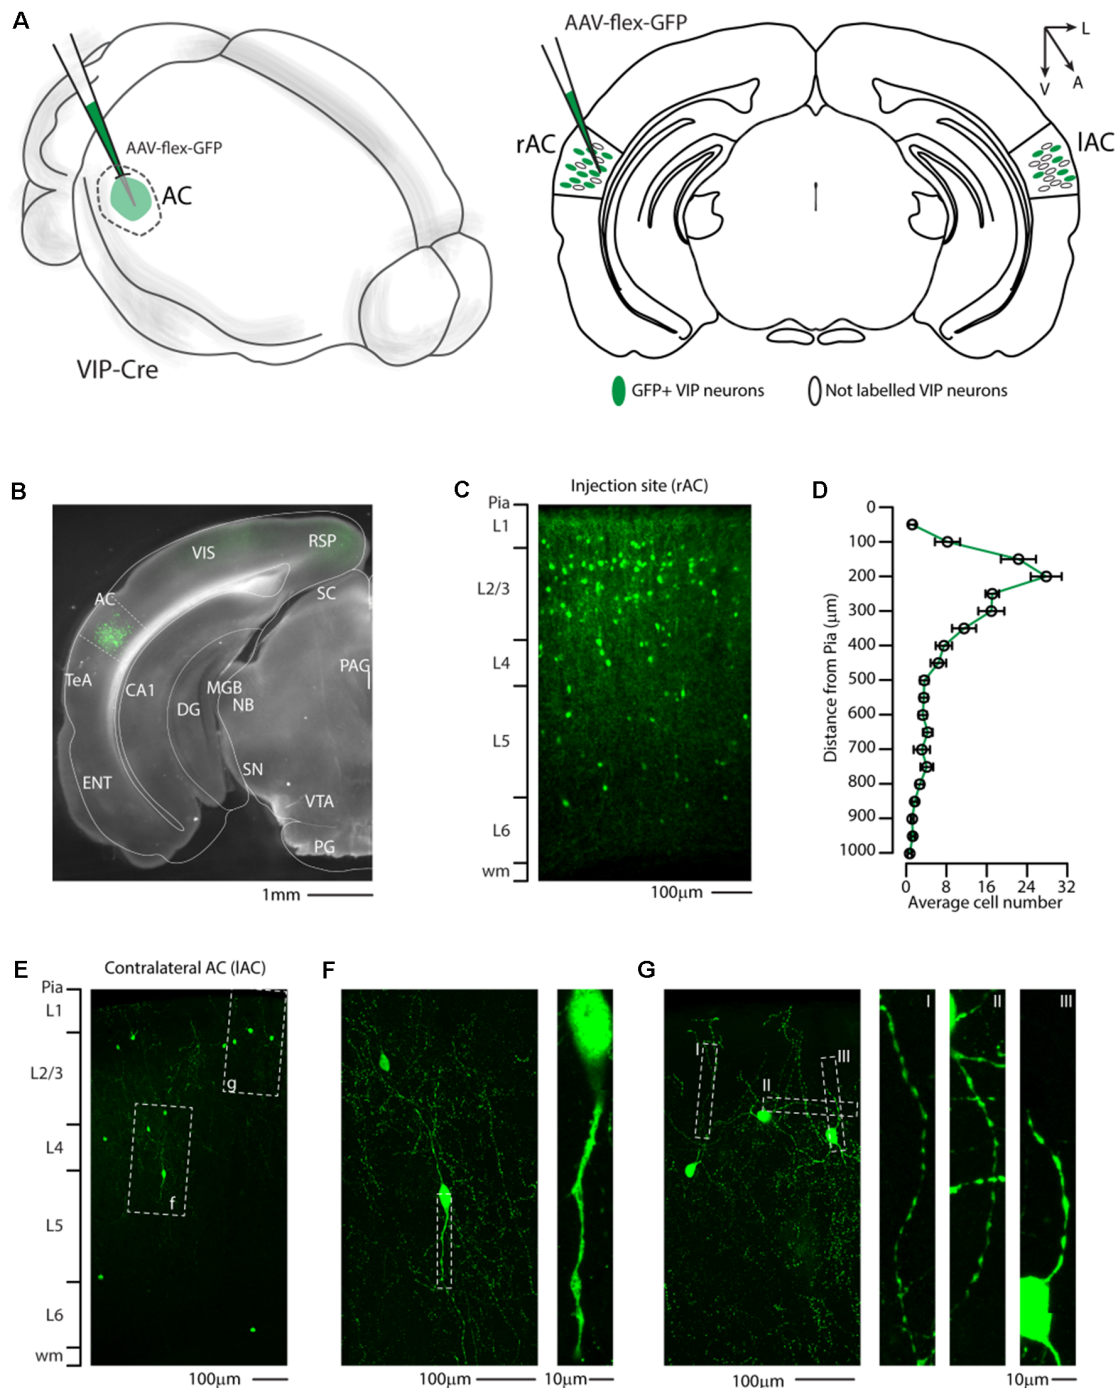 A
AAV-flex-GFP
AC
VIP-Cre
AAV-flex-GFP
rAC
lAC
L
A
V
GFP+ VIP neurons
Not labelled VIP neurons
B
VIS
RSP
AC
SC
TeA
CA1
MGB
PAG
DG
NB
ENT
SN
VTA
PG
1mm
C
Injection site (rAC)
Pia
L1
L2/3
L4
L5
L6
wm
100µm
D
0
100
200
300
400
500
600
700
800
900
1000
Distance from Pia (µm)
0 8 16 24 32
Average cell number
E
Contralateral AC (lAC)
Pia
L1
L2/3
L4
L5
L6
wm
g
f
100µm
F
100µm
10µm
G
I
II
III
100µm
I
II
III
10µm